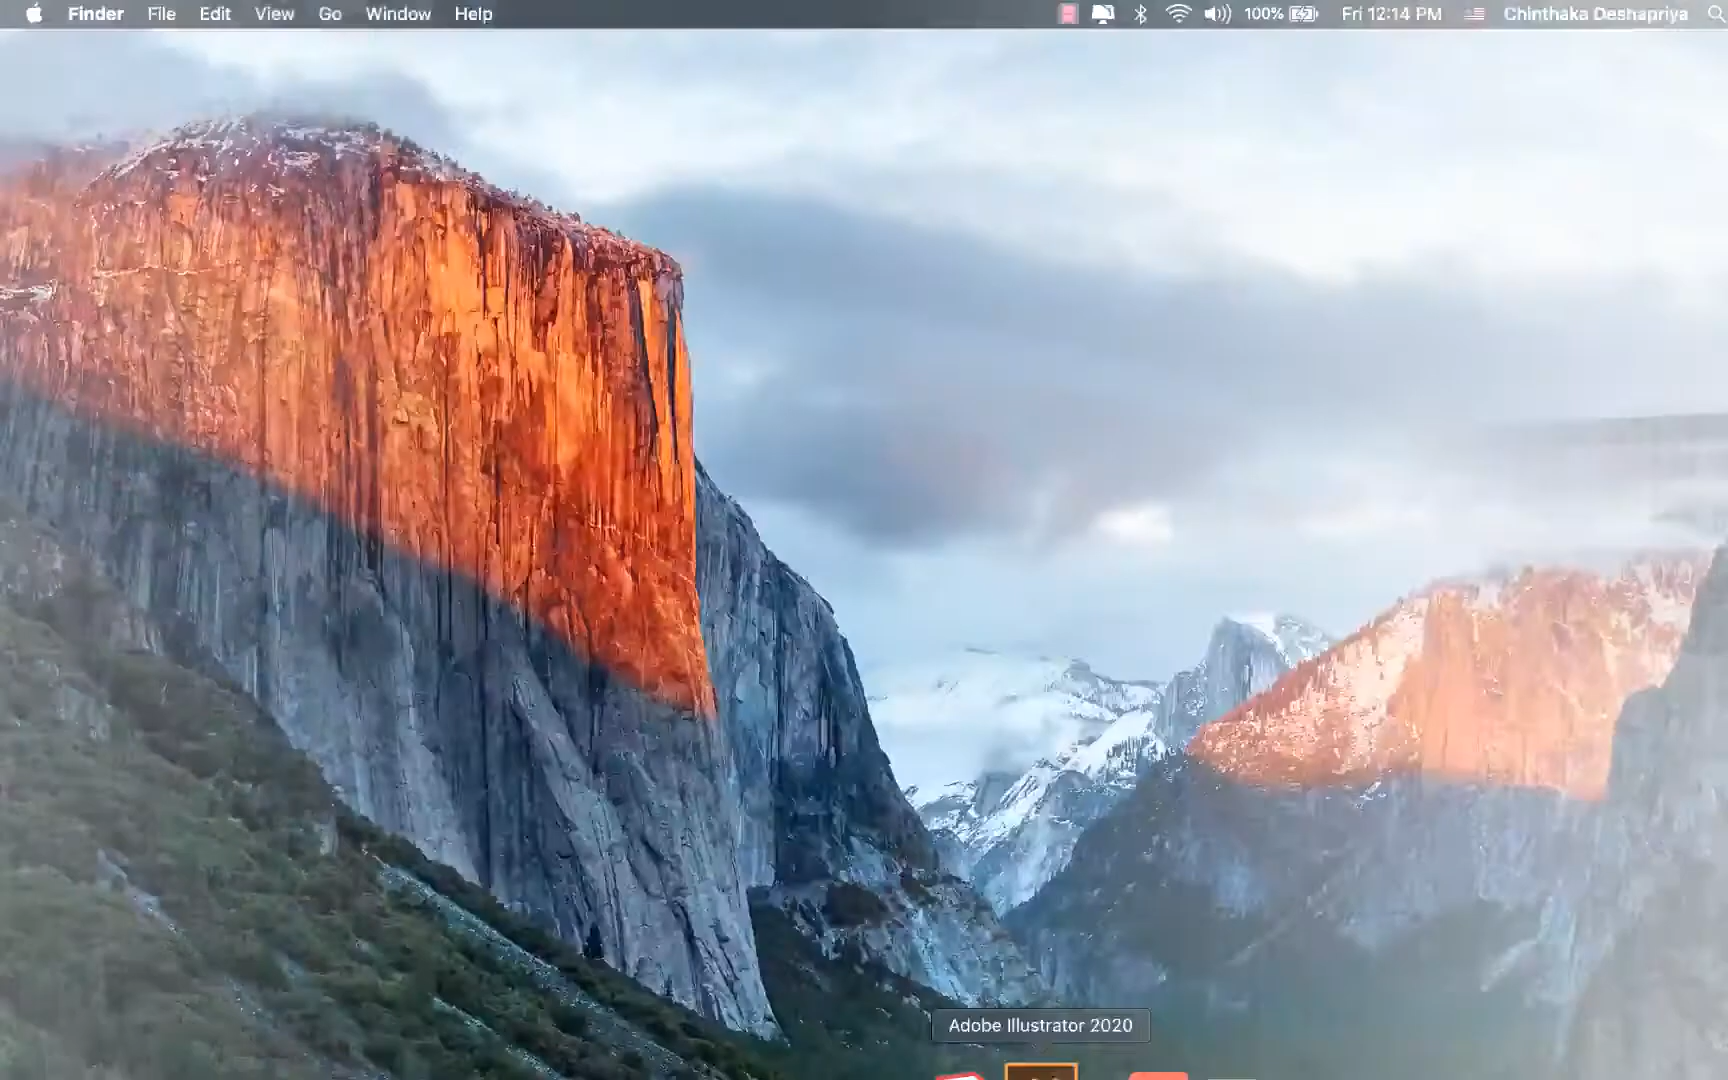 Finder File Edit View Go Window Help 100% Fri 12:14 PM Chinthaka Deshapriya
Adobe Illustrator 2020